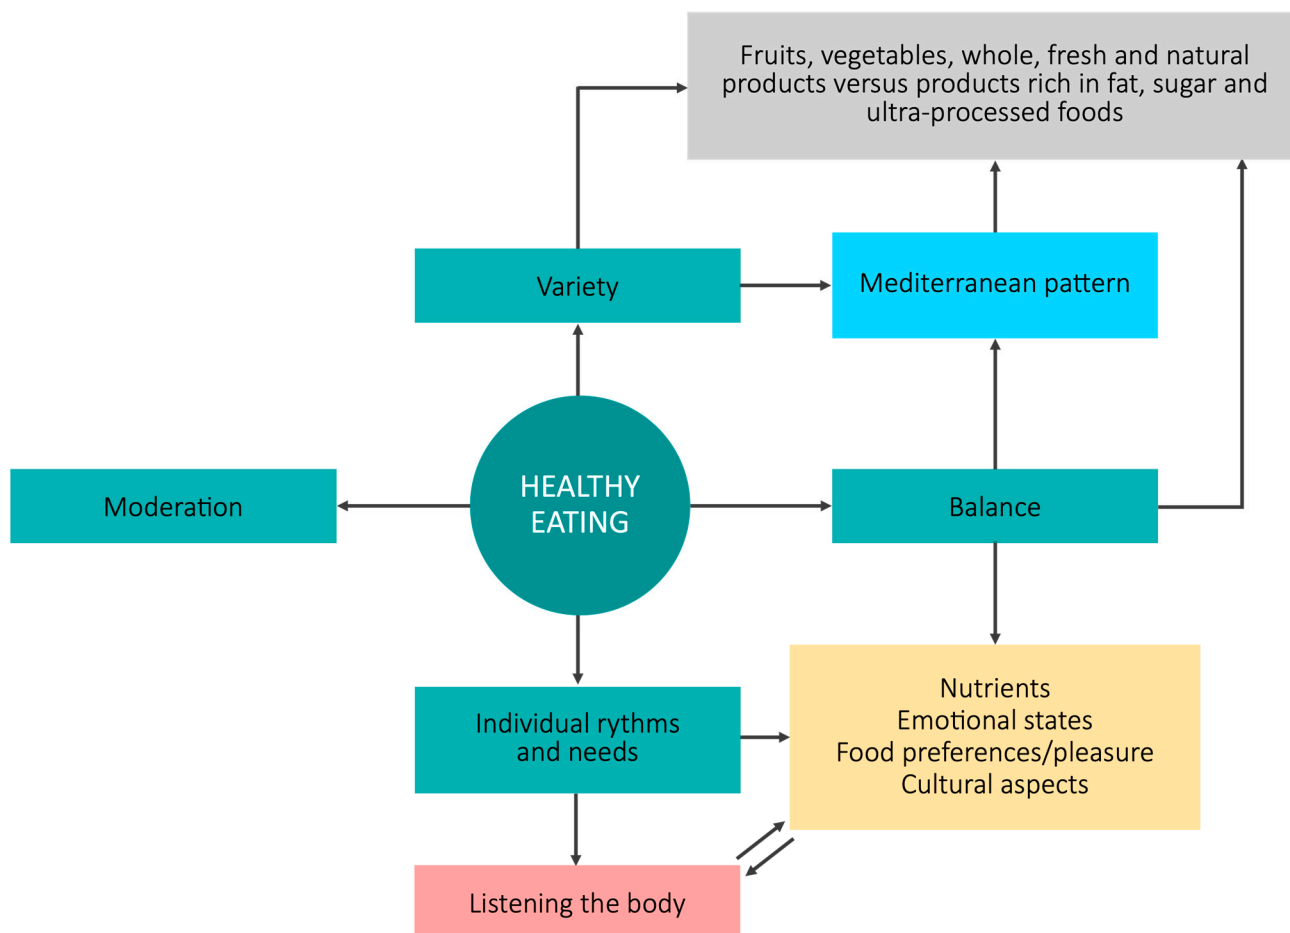 Fruits, vegetables, whole, fresh and natural
products versus products rich in fat, sugar and
ultra-processed foods
Variety
Mediterranean pattern
Moderation
HEALTHY
EATING
Balance
Individual rythms
and needs
Nutrients
Emotional states
Food preferences/pleasure
Cultural aspects
Listening the body